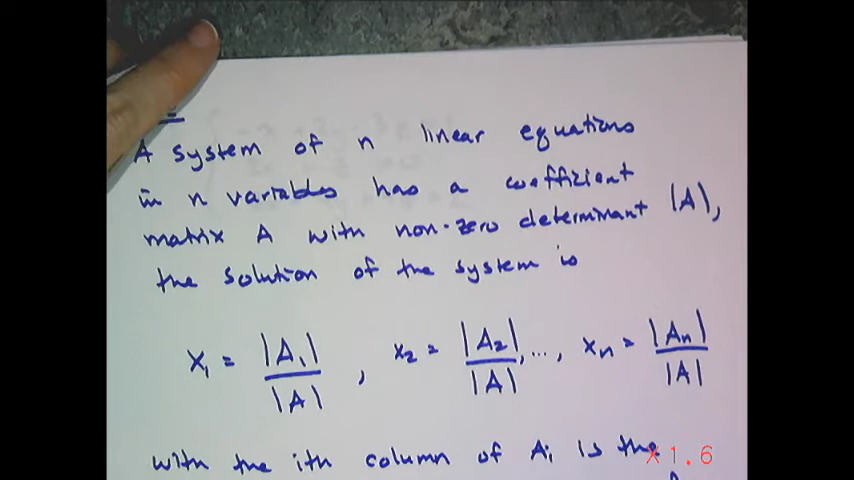 A system of n linear equations
in n variables has a coefficient
matrix A with non-zero determinant |A|,
the solution of the system is
x₁ = |A₁| / |A| , x₂ = |A₂| / |A| , ..., xₙ = |Aₙ| / |A|
with the ith column of Aᵢ is the
×1.6